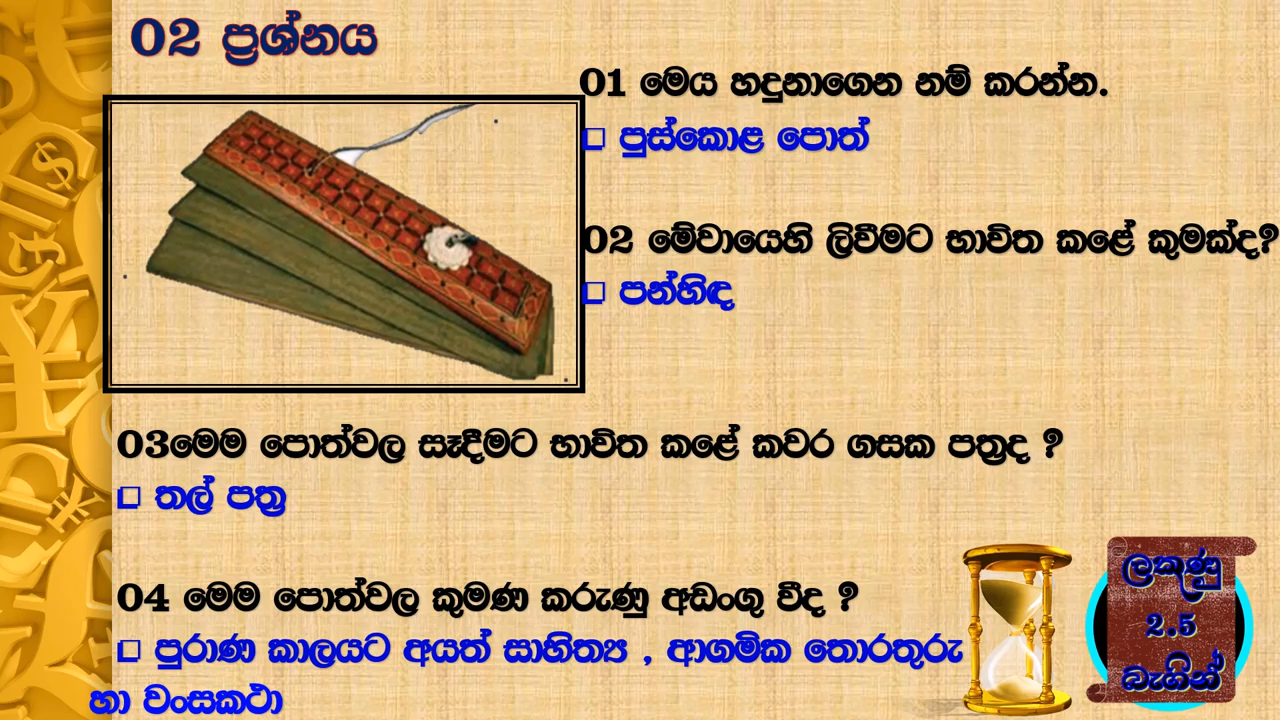 02 ප්‍රශ්නය
01 මෙය හදුනාගෙන නම් කරන්න.
□ පුස්කොළ පොත්
02 මේවායෙහි ලිවීමට භාවිත කළේ කුමක්ද?
□ පන්හිඳ
03මෙම පොත්වල සෑදීමට භාවිත කළේ කවර ගසක පත්‍රද ?
□ තල් පත්‍ර
04 මෙම පොත්වල කුමණ කරුණු අඩංගු වීද ?
□ පුරාණ කාලයට අයත් සාහිත්‍ය , ආගමික තොරතුරු
හා වංසකථා
ලකුණු
2.5
බැගින්